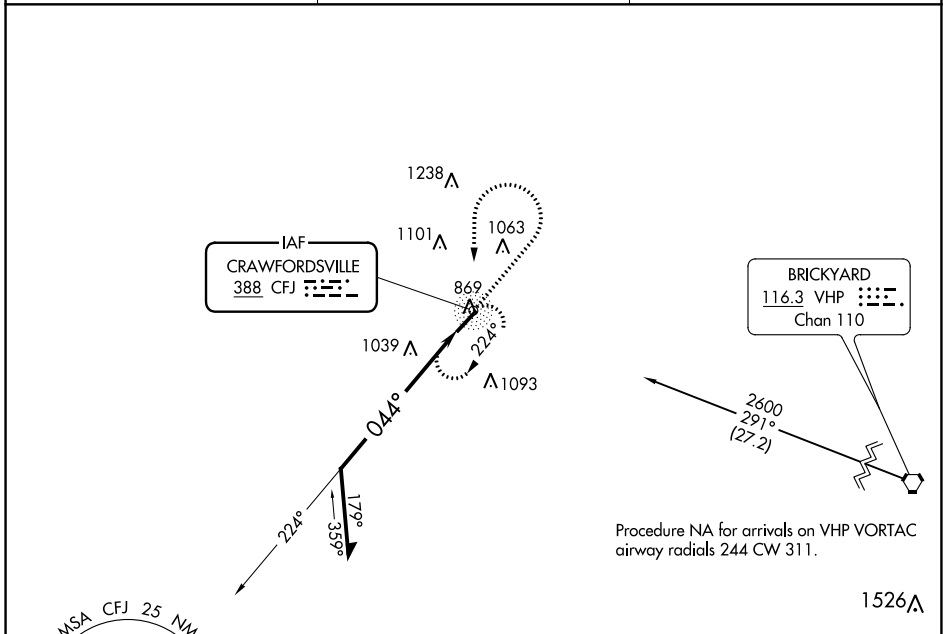 1238
1101
1063
IAF
CRAWFORDSVILLE
388 CFJ
869
BRICKYARD
116.3 VHP
Chan 110
1039
224°
1093
044°
2600
291°
(27.2)
179°
359°
224°
Procedure NA for arrivals on VHP VORTAC
airway radials 244 CW 311.
1526
MSA CFJ 25 NM